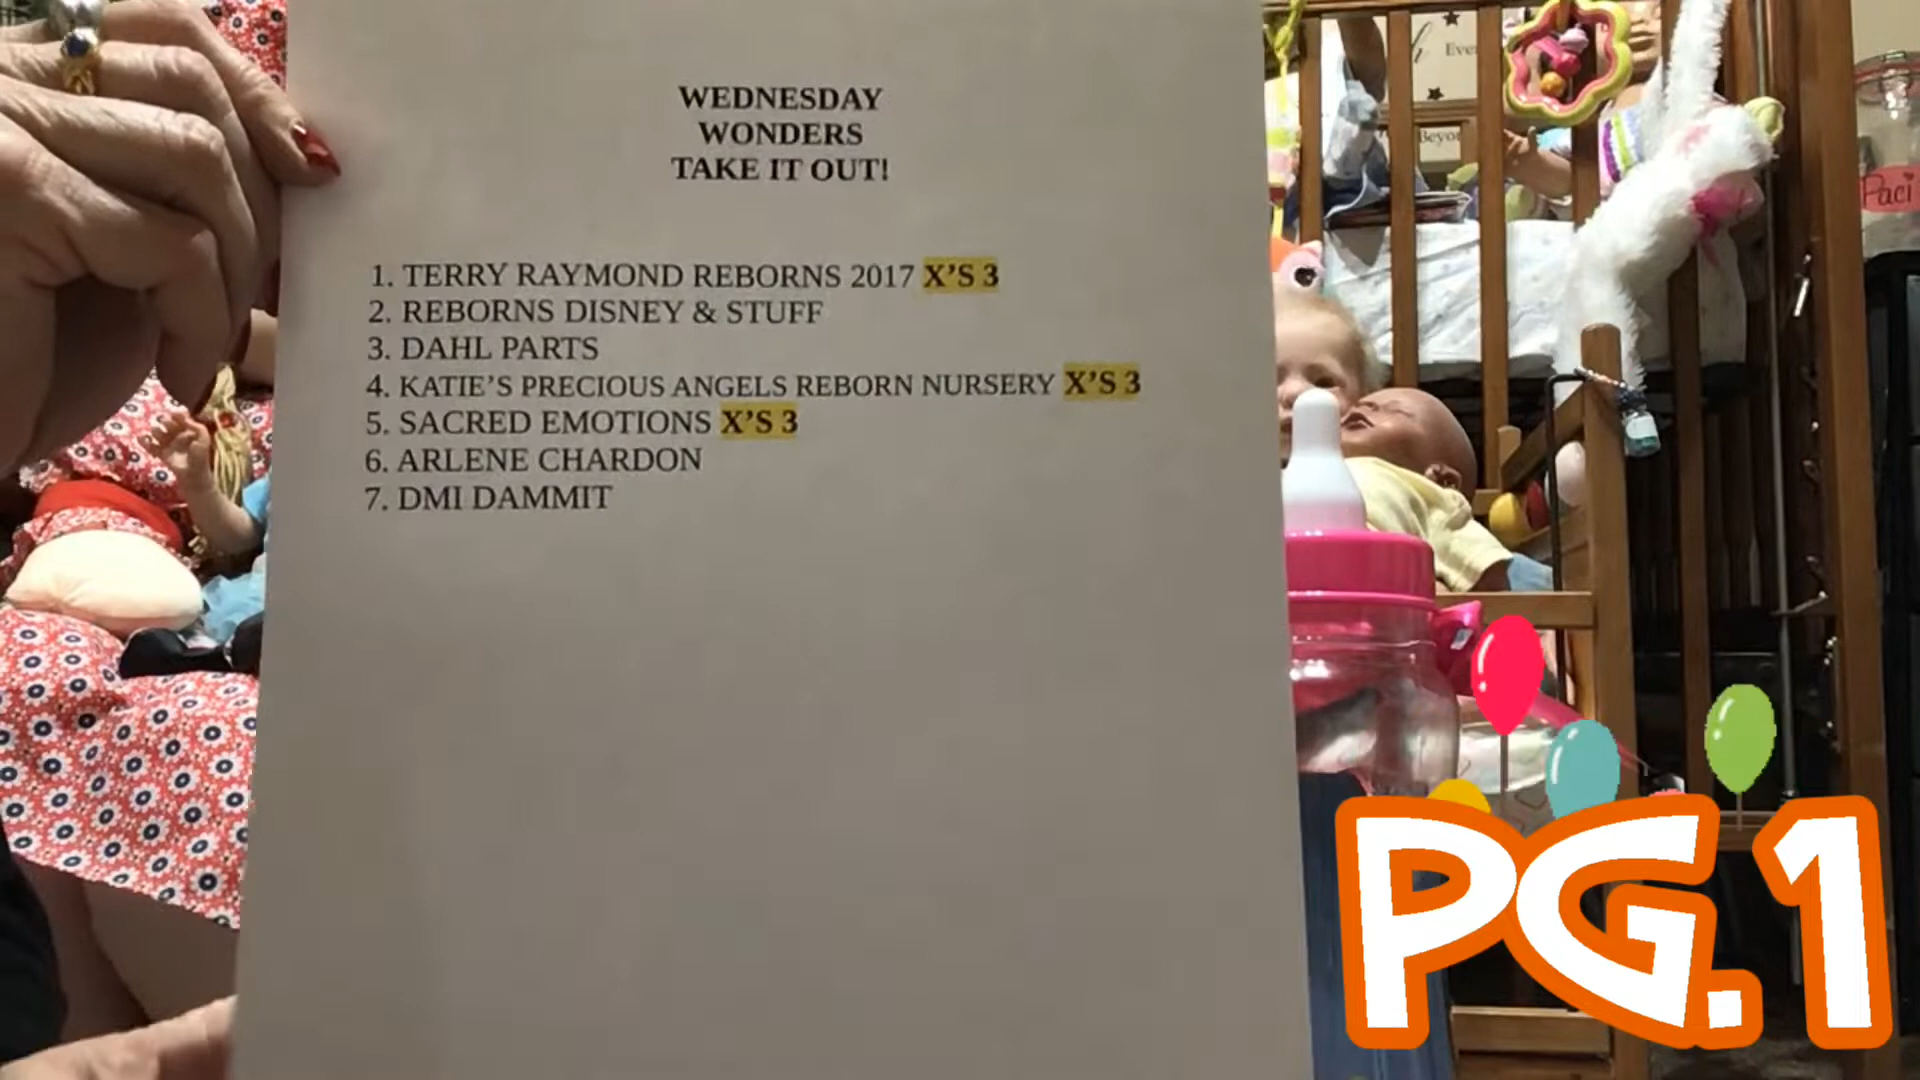 WEDNESDAY
WONDERS
TAKE IT OUT!
1. TERRY RAYMOND REBORNS 2017 X'S 3
2. REBORNS DISNEY & STUFF
3. DAHL PARTS
4. KATIE'S PRECIOUS ANGELS REBORN NURSERY X'S 3
5. SACRED EMOTIONS X'S 3
6. ARLENE CHARDON
7. DMI DAMMIT
Paci
PG.1